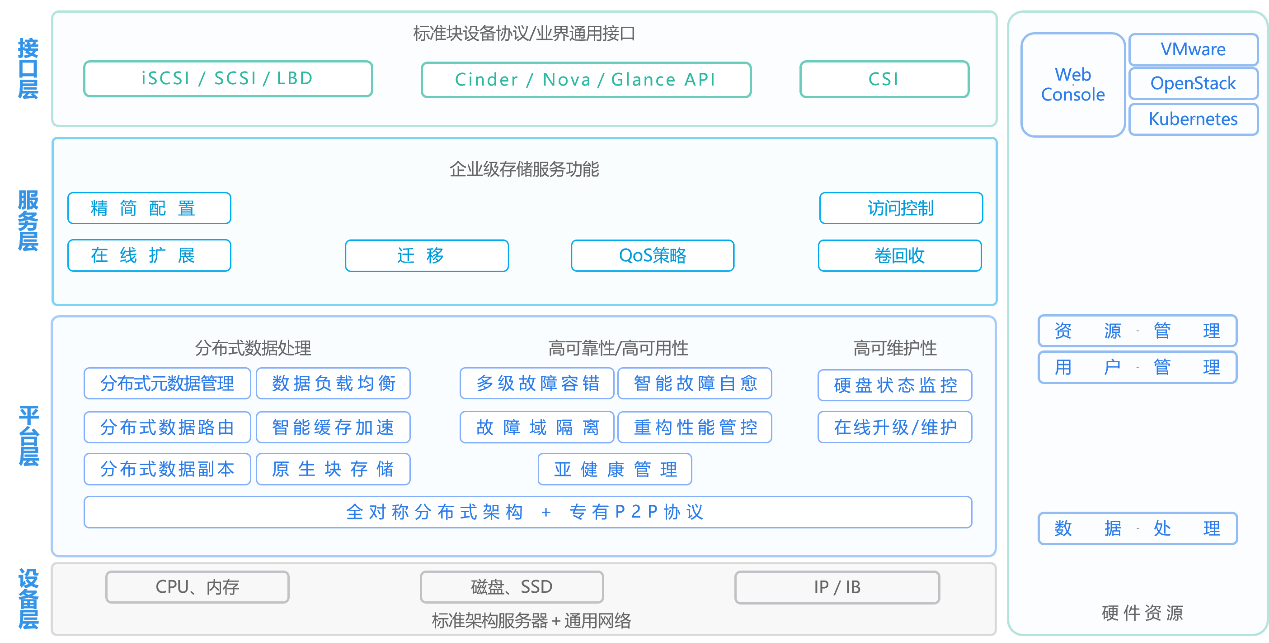 接口层
标准块设备协议/业界通用接口
iSCSI / SCSI / LBD
Cinder / Nova / Glance API
CSI
服务层
企业级存储服务功能
精简配置
访问控制
在线扩展
迁移
QoS策略
卷回收
平台层
分布式数据处理
高可靠性/高可用性
高可维护性
分布式元数据管理
数据负载均衡
多级故障容错
智能故障自愈
硬盘状态监控
分布式数据路由
智能缓存加速
故障域隔离
重构性能管控
在线升级/维护
分布式数据副本
原生块存储
亚健康管理
全对称分布式架构 + 专有P2P协议
设备层
CPU、内存
磁盘、SSD
IP / IB
标准架构服务器 + 通用网络
Web
Console
VMware
OpenStack
Kubernetes
资源·管理
用户·管理
数据·处理
硬件资源